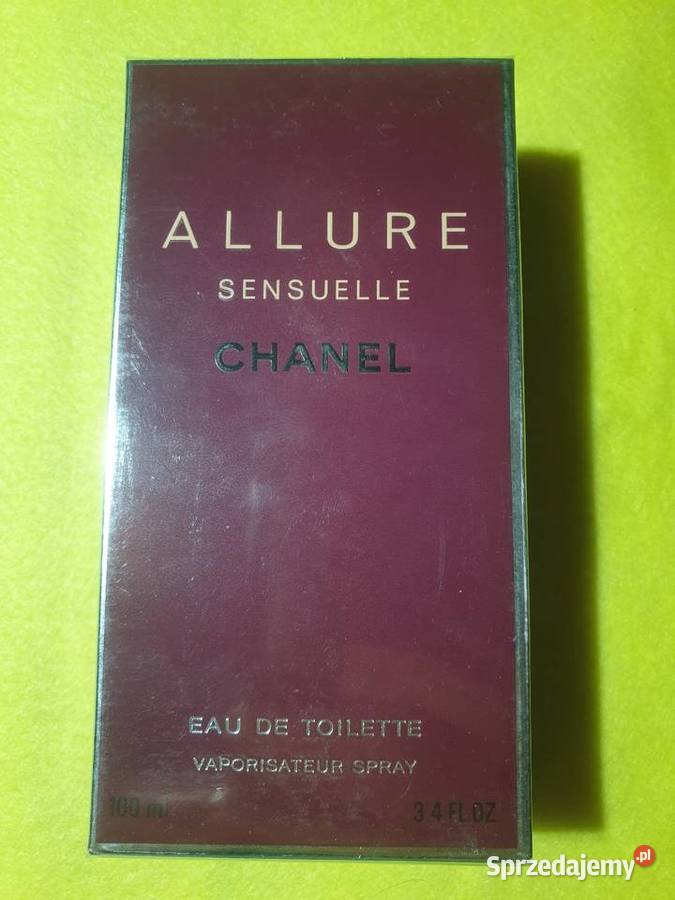 ALLURE
SENSUELLE
CHANEL
EAU DE TOILETTE
VAPORISATEUR SPRAY
100 ml 3.4 FL OZ
Sprzedajemy.pl